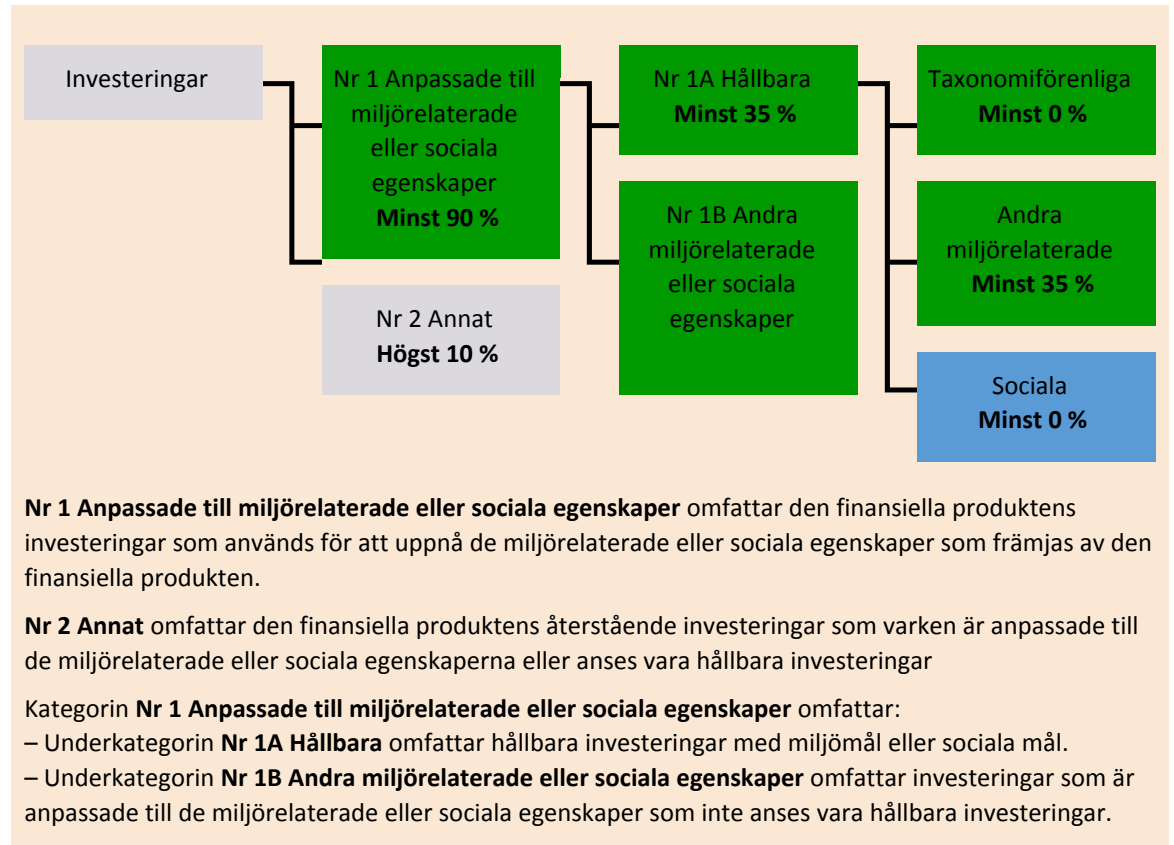 Investeringar
Nr 1 Anpassade till
miljörelaterade
eller sociala
egenskaper
Minst 90 %
Nr 2 Annat
Högst 10 %
Nr 1A Hållbara
Minst 35 %
Nr 1B Andra
miljörelaterade
eller sociala
egenskaper
Taxonomiförenliga
Minst 0 %
Andra
miljörelaterade
Minst 35 %
Sociala
Minst 0 %
Nr 1 Anpassade till miljörelaterade eller sociala egenskaper omfattar den finansiella produktens
investeringar som används för att uppnå de miljörelaterade eller sociala egenskaper som främjas av den
finansiella produkten.
Nr 2 Annat omfattar den finansiella produktens återstående investeringar som varken är anpassade till
de miljörelaterade eller sociala egenskaperna eller anses vara hållbara investeringar
Kategorin Nr 1 Anpassade till miljörelaterade eller sociala egenskaper omfattar:
– Underkategorin Nr 1A Hållbara omfattar hållbara investeringar med miljömål eller sociala mål.
– Underkategorin Nr 1B Andra miljörelaterade eller sociala egenskaper omfattar investeringar som är
anpassade till de miljörelaterade eller sociala egenskaper som inte anses vara hållbara investeringar.